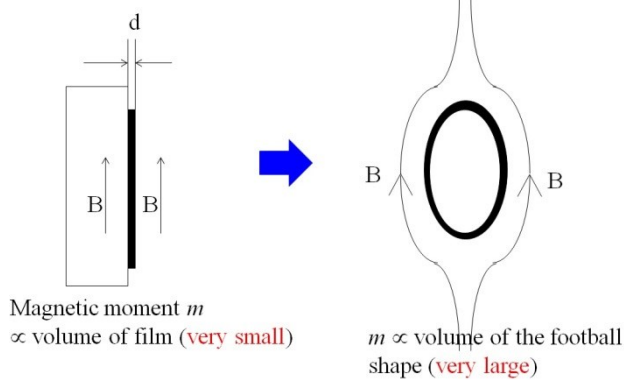 d
B
B
B
B
Magnetic moment m
∝ volume of film (very small)
m ∝ volume of the football
shape (very large)